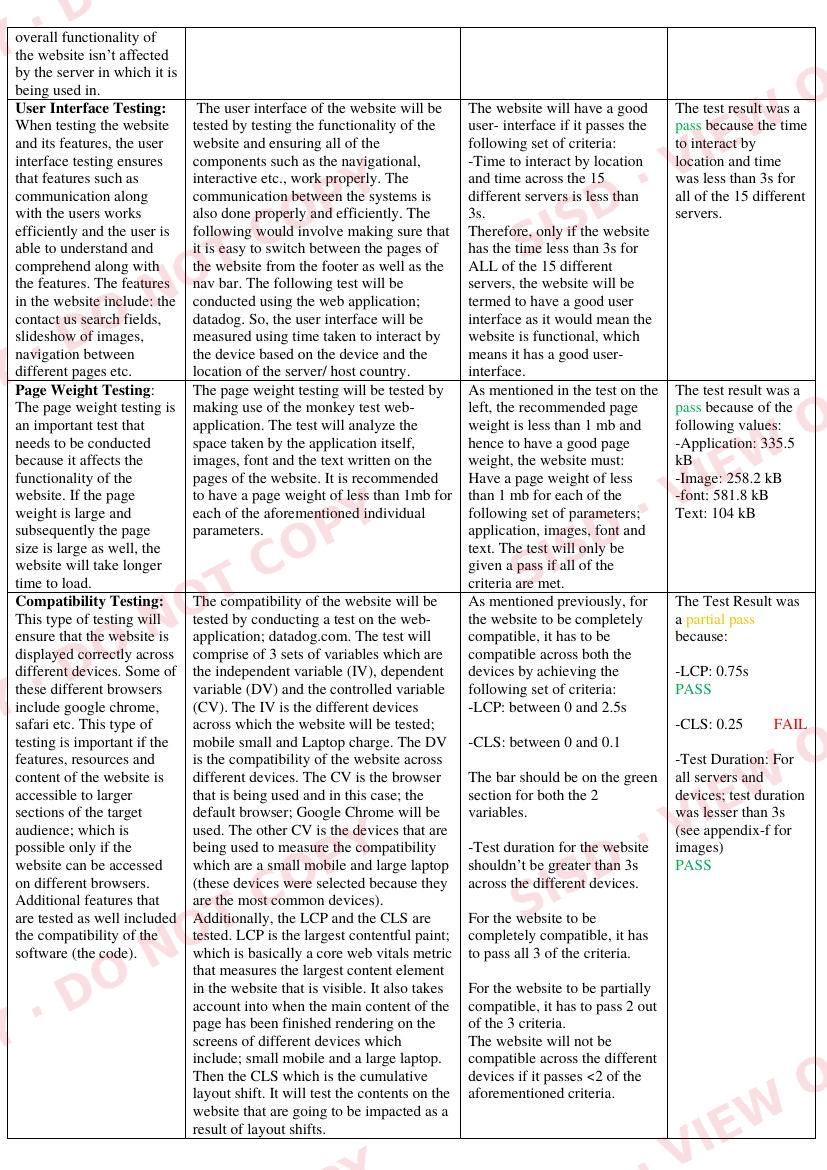 overall functionality of
the website isn’t affected
by the server in which it is
being used in.
User Interface Testing:
When testing the website
and its features, the user
interface testing ensures
that features such as
communication along
with the users works
efficiently and the user is
able to understand and
comprehend along with
the features. The features
in the website include: the
contact us search fields,
slideshow of images,
navigation between
different pages etc.
The user interface of the website will be
tested by testing the functionality of the
website and ensuring all of the
components such as the navigational,
interactive etc., work properly. The
communication between the systems is
also done properly and efficiently. The
following would involve making sure that
it is easy to switch between the pages of
the website from the footer as well as the
nav bar. The following test will be
conducted using the web application;
datadog. So, the user interface will be
measured using time taken to interact by
the device based on the device and the
location of the server/ host country.
The website will have a good
user- interface if it passes the
following set of criteria:
-Time to interact by location
and time across the 15
different servers is less than
3s.
Therefore, only if the website
has the time less than 3s for
ALL of the 15 different
servers, the website will be
termed to have a good user
interface as it would mean the
website is functional, which
means it has a good user-
interface.
The test result was a
pass because the time
to interact by
location and time
was less than 3s for
all of the 15 different
servers.
Page Weight Testing:
The page weight testing is
an important test that
needs to be conducted
because it affects the
functionality of the
website. If the page
weight is large and
subsequently the page
size is large as well, the
website will take longer
time to load.
The page weight testing will be tested by
making use of the monkey test web-
application. The test will analyze the
space taken by the application itself,
images, font and the text written on the
pages of the website. It is recommended
to have a page weight of less than 1mb for
each of the aforementioned individual
parameters.
As mentioned in the test on the
left, the recommended page
weight is less than 1 mb and
hence to have a good page
weight, the website must:
Have a page weight of less
than 1 mb for each of the
following set of parameters;
application, images, font and
text. The test will only be
given a pass if all of the
criteria are met.
The test result was a
pass because of the
following values:
-Application: 335.5
kB
-Image: 258.2 kB
-font: 581.8 kB
Text: 104 kB
Compatibility Testing:
This type of testing will
ensure that the website is
displayed correctly across
different devices. Some of
these different browsers
include google chrome,
safari etc. This type of
testing is important if the
features, resources and
content of the website is
accessible to larger
sections of the target
audience; which is
possible only if the
website can be accessed
on different browsers.
Additional features that
are tested as well included
the compatibility of the
software (the code).
The compatibility of the website will be
tested by conducting a test on the web-
application; datadog.com. The test will
comprise of 3 sets of variables which are
the independent variable (IV), dependent
variable (DV) and the controlled variable
(CV). The IV is the different devices
across which the website will be tested;
mobile small and Laptop charge. The DV
is the compatibility of the website across
different devices. The CV is the browser
that is being used and in this case; the
default browser; Google Chrome will be
used. The other CV is the devices that are
being used to measure the compatibility
which are a small mobile and large laptop
(these devices were selected because they
are the most common devices).
Additionally, the LCP and the CLS are
tested. LCP is the largest contentful paint;
which is basically a core web vitals metric
that measures the largest content element
in the website that is visible. It also takes
account into when the main content of the
page has been finished rendering on the
screens of different devices which
include; small mobile and a large laptop.
Then the CLS which is the cumulative
layout shift. It will test the contents on the
website that are going to be impacted as a
result of layout shifts.
As mentioned previously, for
the website to be completely
compatible, it has to be
compatible across both the
devices by achieving the
following set of criteria:
-LCP: between 0 and 2.5s
-CLS: between 0 and 0.1
The bar should be on the green
section for both the 2
variables.
-Test duration for the website
shouldn’t be greater than 3s
across the different devices.
For the website to be
completely compatible, it has
to pass all 3 of the criteria.
For the website to be partially
compatible, it has to pass 2 out
of the 3 criteria.
The website will not be
compatible across the different
devices if it passes <2 of the
aforementioned criteria.
The Test Result was
a partial pass
because:
-LCP: 0.75s
PASS
-CLS: 0.25 FAIL
-Test Duration: For
all servers and
devices; test duration
was lesser than 3s
(see appendix-f for
images)
PASS
SISD · VIEW O
Y · DO NOT COPY
SISD · VIEW O
Y · DO NOT COPY
SISD · VIEW O
Y · DO NOT COPY
· VIEW O
COPY